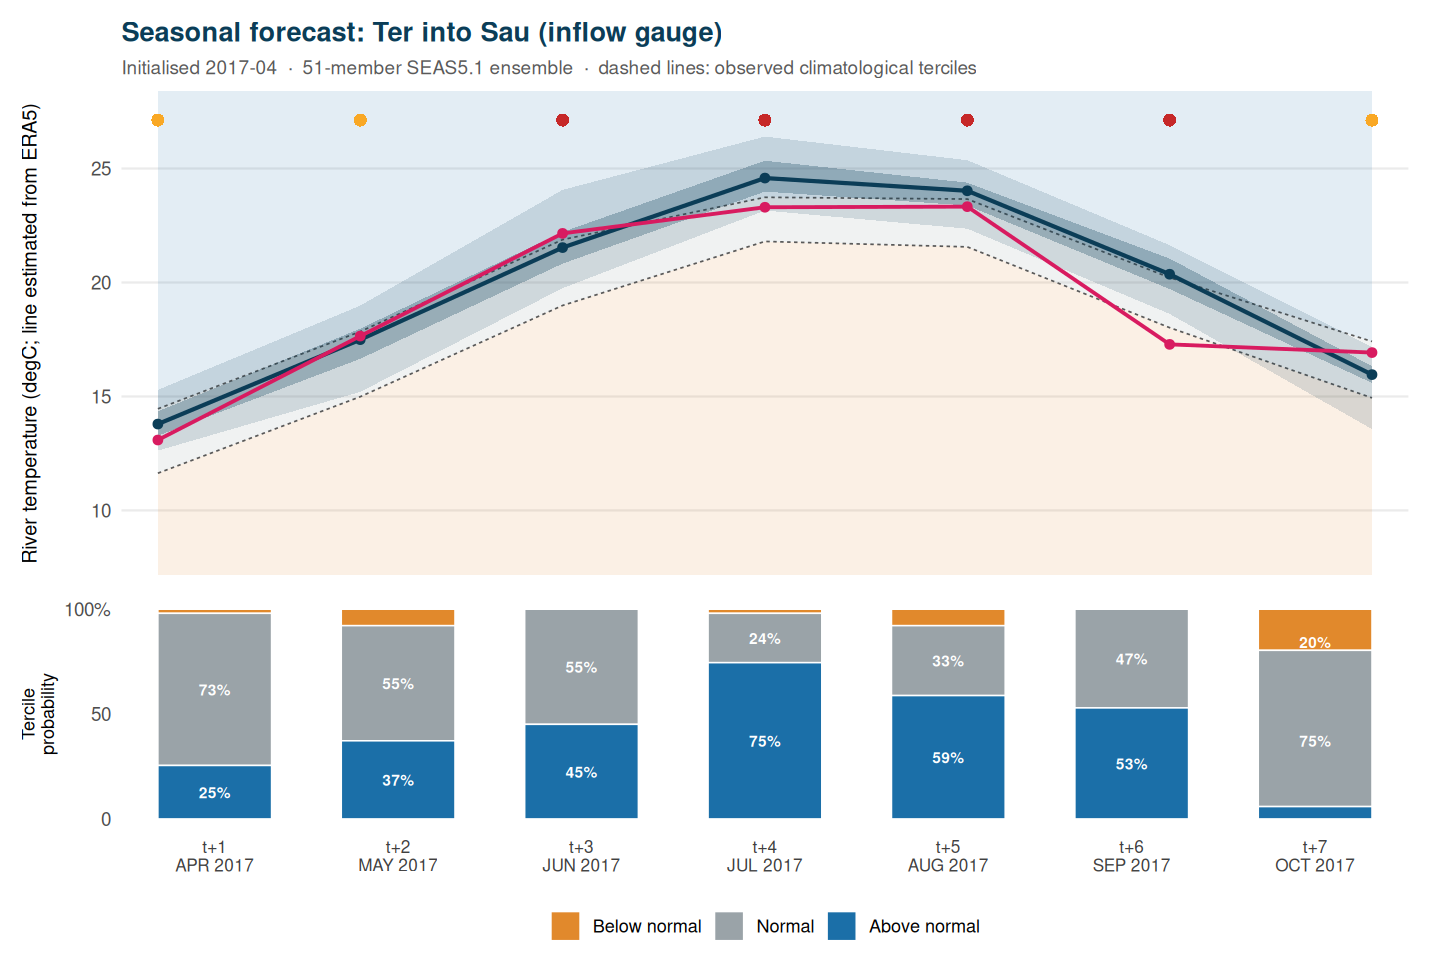 Seasonal forecast: Ter into Sau (inflow gauge)
Initialised 2017-04 · 51-member SEAS5.1 ensemble · dashed lines: observed climatological terciles
River temperature (degC; line estimated from ERA5)
25
20
15
10
Tercile
probability
100%
50
0
73%
25%
55%
37%
55%
45%
24%
75%
33%
59%
47%
53%
20%
75%
t+1
APR 2017
t+2
MAY 2017
t+3
JUN 2017
t+4
JUL 2017
t+5
AUG 2017
t+6
SEP 2017
t+7
OCT 2017
Below normal
Normal
Above normal